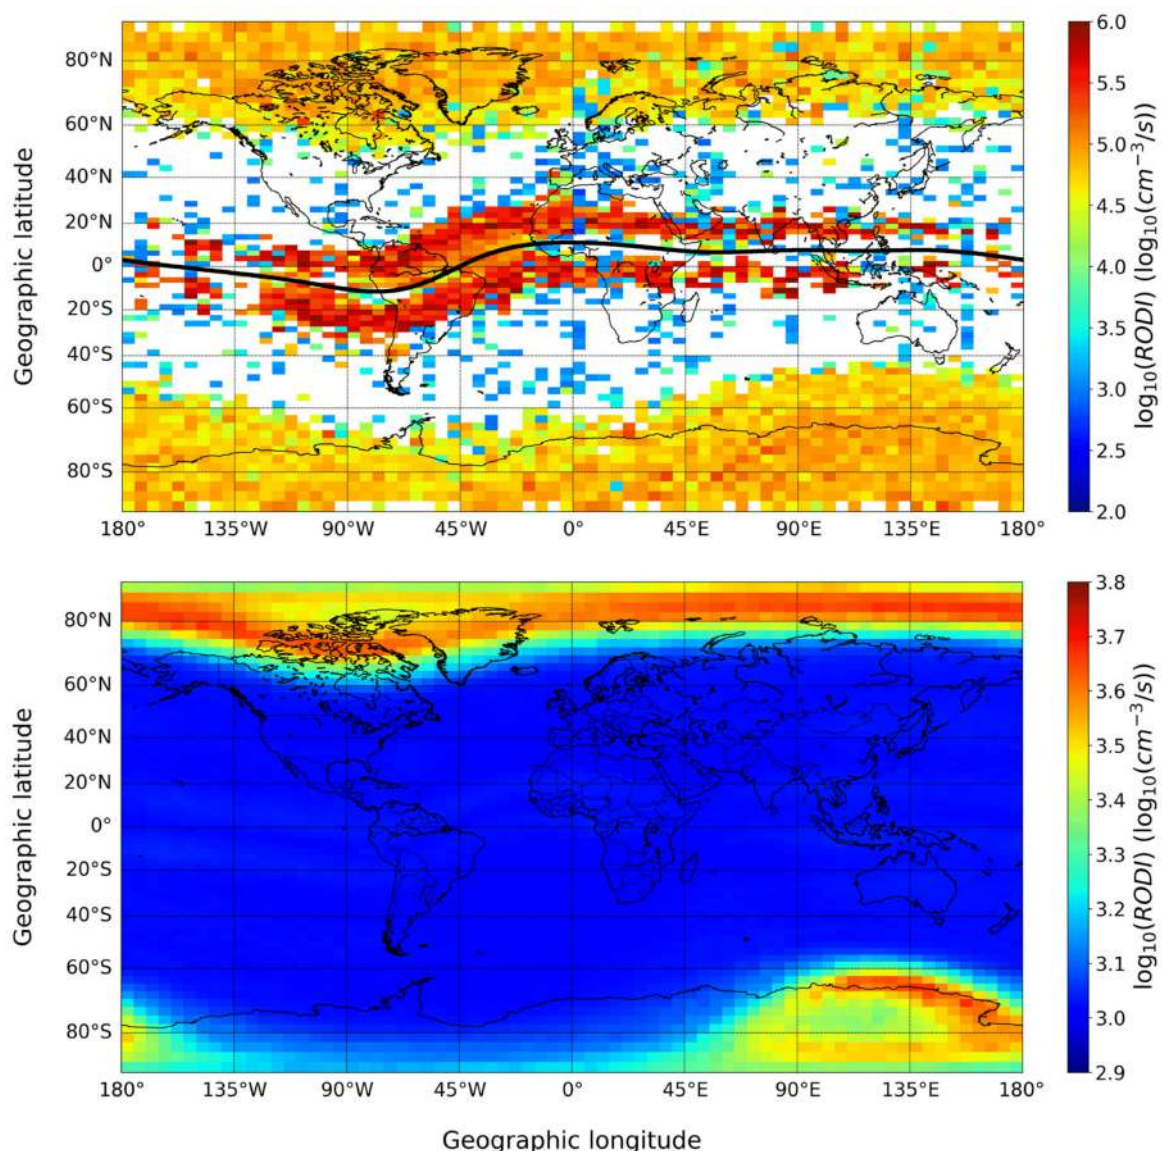 80°N
60°N
40°N
20°N
0°
20°S
40°S
60°S
80°S
Geographic latitude
180° 135°W 90°W 45°W 0° 45°E 90°E 135°E 180°
6.0
5.5
5.0
4.5
4.0
3.5
3.0
2.5
2.0
log₁₀(RODI) (log₁₀(cm⁻³/s))
80°N
60°N
40°N
20°N
0°
20°S
40°S
60°S
80°S
Geographic latitude
180° 135°W 90°W 45°W 0° 45°E 90°E 135°E 180°
3.8
3.7
3.6
3.5
3.4
3.3
3.2
3.1
3.0
2.9
log₁₀(RODI) (log₁₀(cm⁻³/s))
Geographic longitude